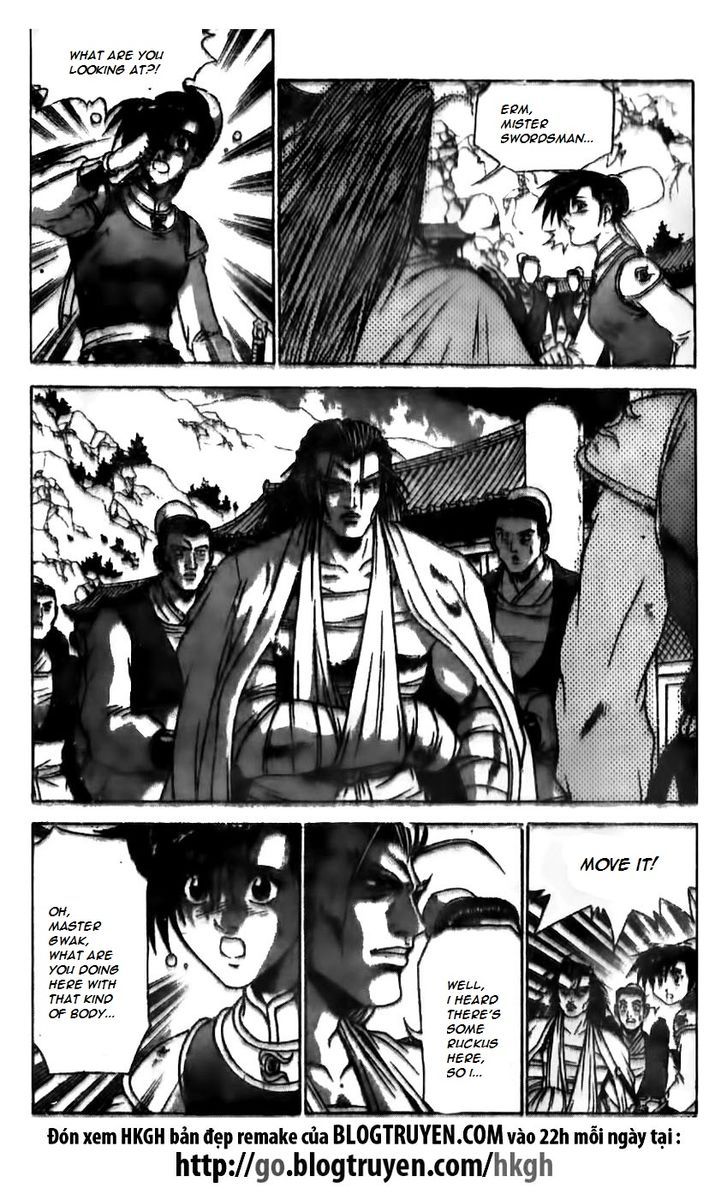 WHAT ARE YOU
LOOKING AT?!
ERM,
MISTER
SWORDSMAN...
OH,
MASTER
GWAK,
WHAT ARE
YOU DOING
HERE WITH
THAT KIND
OF BODY...
WELL,
I HEARD
THERE'S
SOME
RUCKUS
HERE,
SO I...
MOVE IT!
Đón xem HKGH bản đẹp remake của BLOGTRUYEN.COM vào 22h mỗi ngày tại :
http://go.blogtruyen.com/hkgh